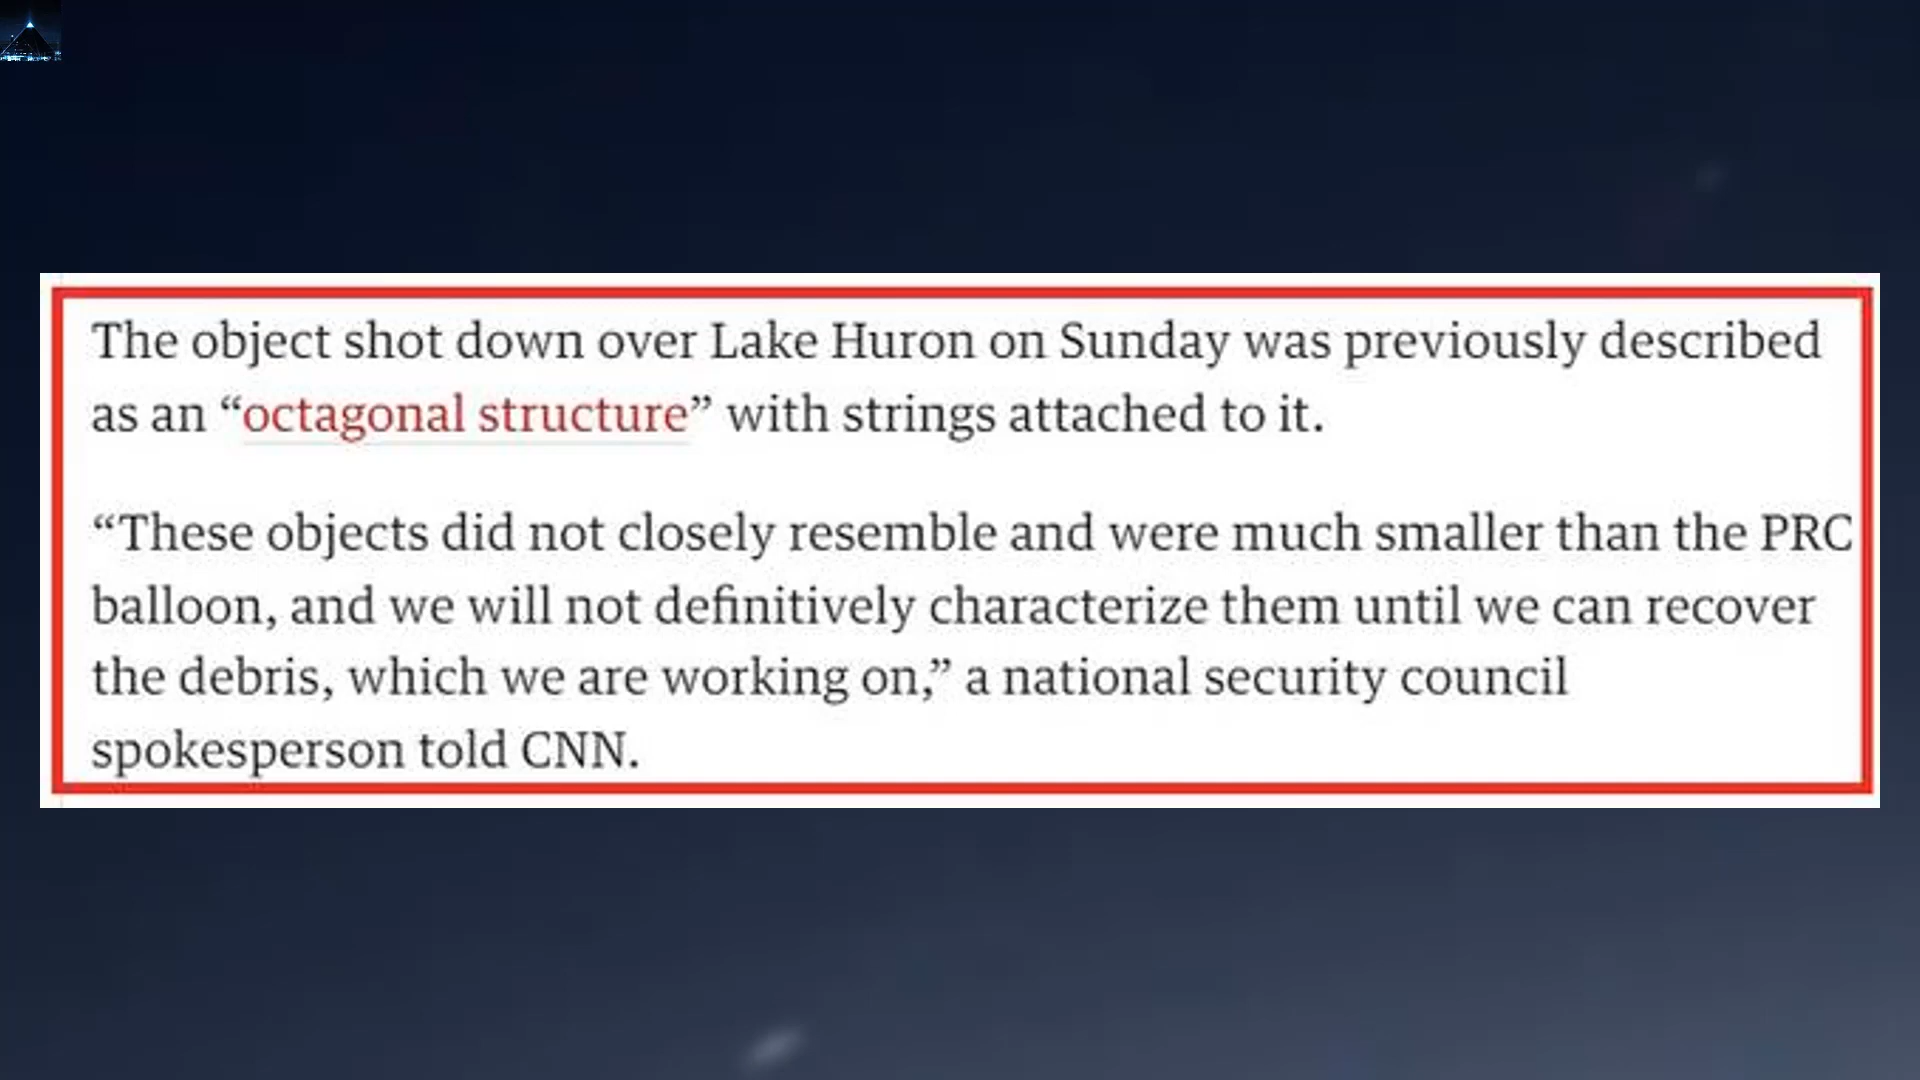 The object shot down over Lake Huron on Sunday was previously described
as an “octagonal structure” with strings attached to it.
“These objects did not closely resemble and were much smaller than the PRC
balloon, and we will not definitively characterize them until we can recover
the debris, which we are working on,” a national security council
spokesperson told CNN.